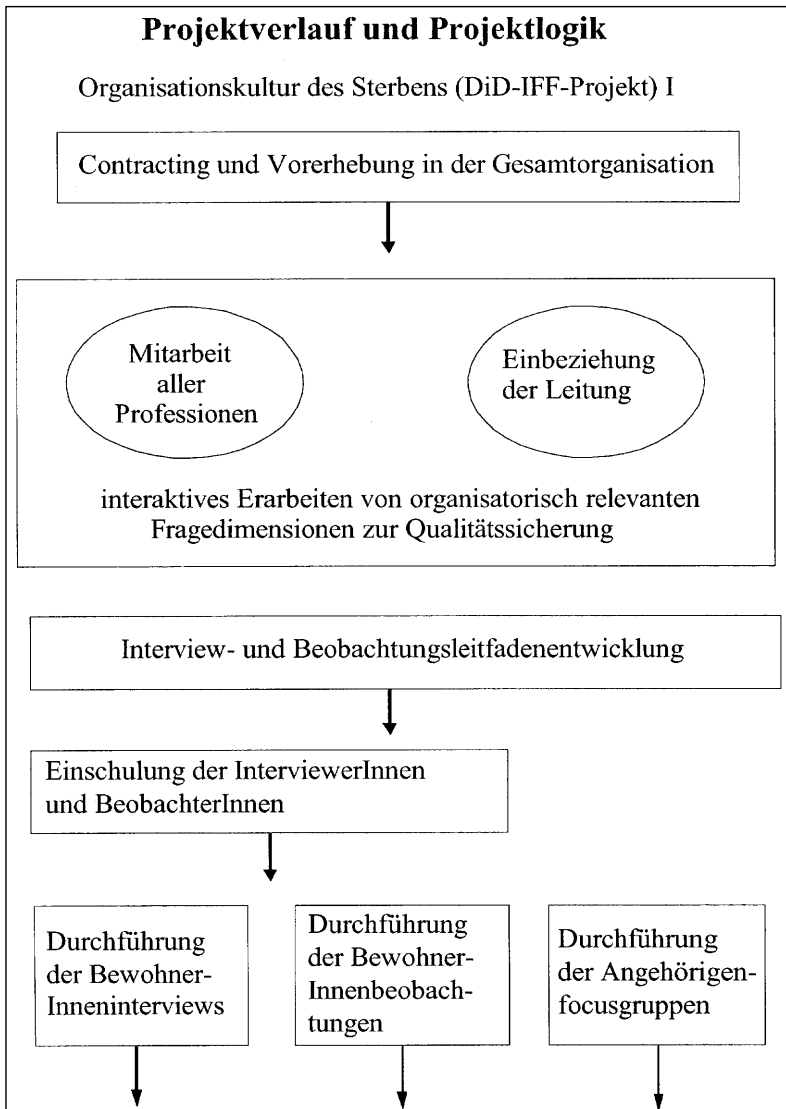 Projektverlauf und Projektlogik
Organisationskultur des Sterbens (DiD-IFF-Projekt) I
Contracting und Vorerhebung in der Gesamtorganisation
Mitarbeit
aller
Professionen
Einbeziehung
der Leitung
interaktives Erarbeiten von organisatorisch relevanten
Fragedimensionen zur Qualitätssicherung
Interview- und Beobachtungsleitfadenentwicklung
Einschulung der InterviewerInnen
und BeobachterInnen
Durchführung
der Bewohner-
Inneninterviews
Durchführung
der Bewohner-
Innenbeobach-
tungen
Durchführung
der Angehörigen-
focusgruppen